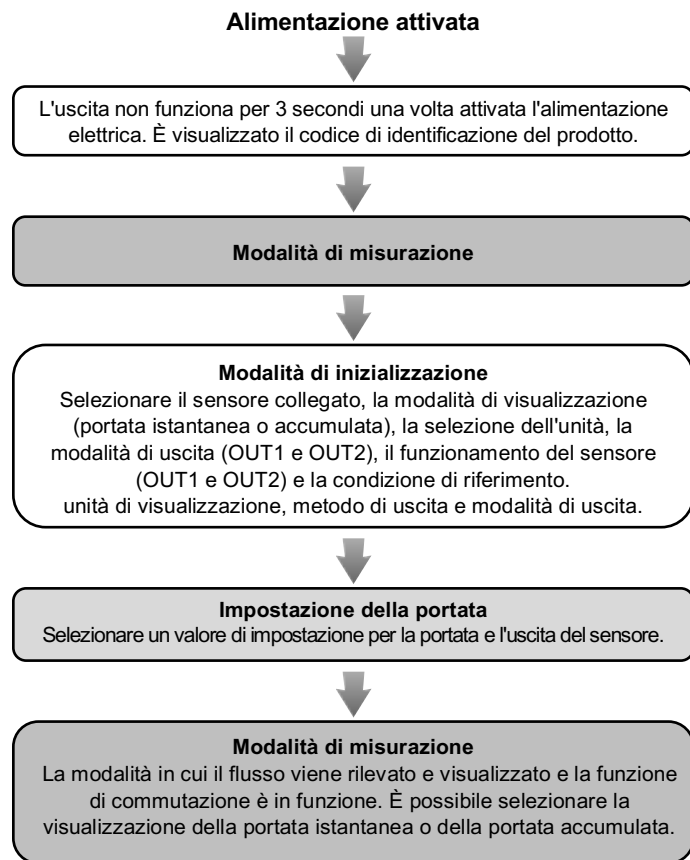 Alimentazione attivata
L'uscita non funziona per 3 secondi una volta attivata l'alimentazione
elettrica. È visualizzato il codice di identificazione del prodotto.
Modalità di misurazione
Modalità di inizializzazione
Selezionare il sensore collegato, la modalità di visualizzazione
(portata istantanea o accumulata), la selezione dell'unità, la
modalità di uscita (OUT1 e OUT2), il funzionamento del sensore
(OUT1 e OUT2) e la condizione di riferimento.
unità di visualizzazione, metodo di uscita e modalità di uscita.
Impostazione della portata
Selezionare un valore di impostazione per la portata e l'uscita del sensore.
Modalità di misurazione
La modalità in cui il flusso viene rilevato e visualizzato e la funzione
di commutazione è in funzione. È possibile selezionare la
visualizzazione della portata istantanea o della portata accumulata.